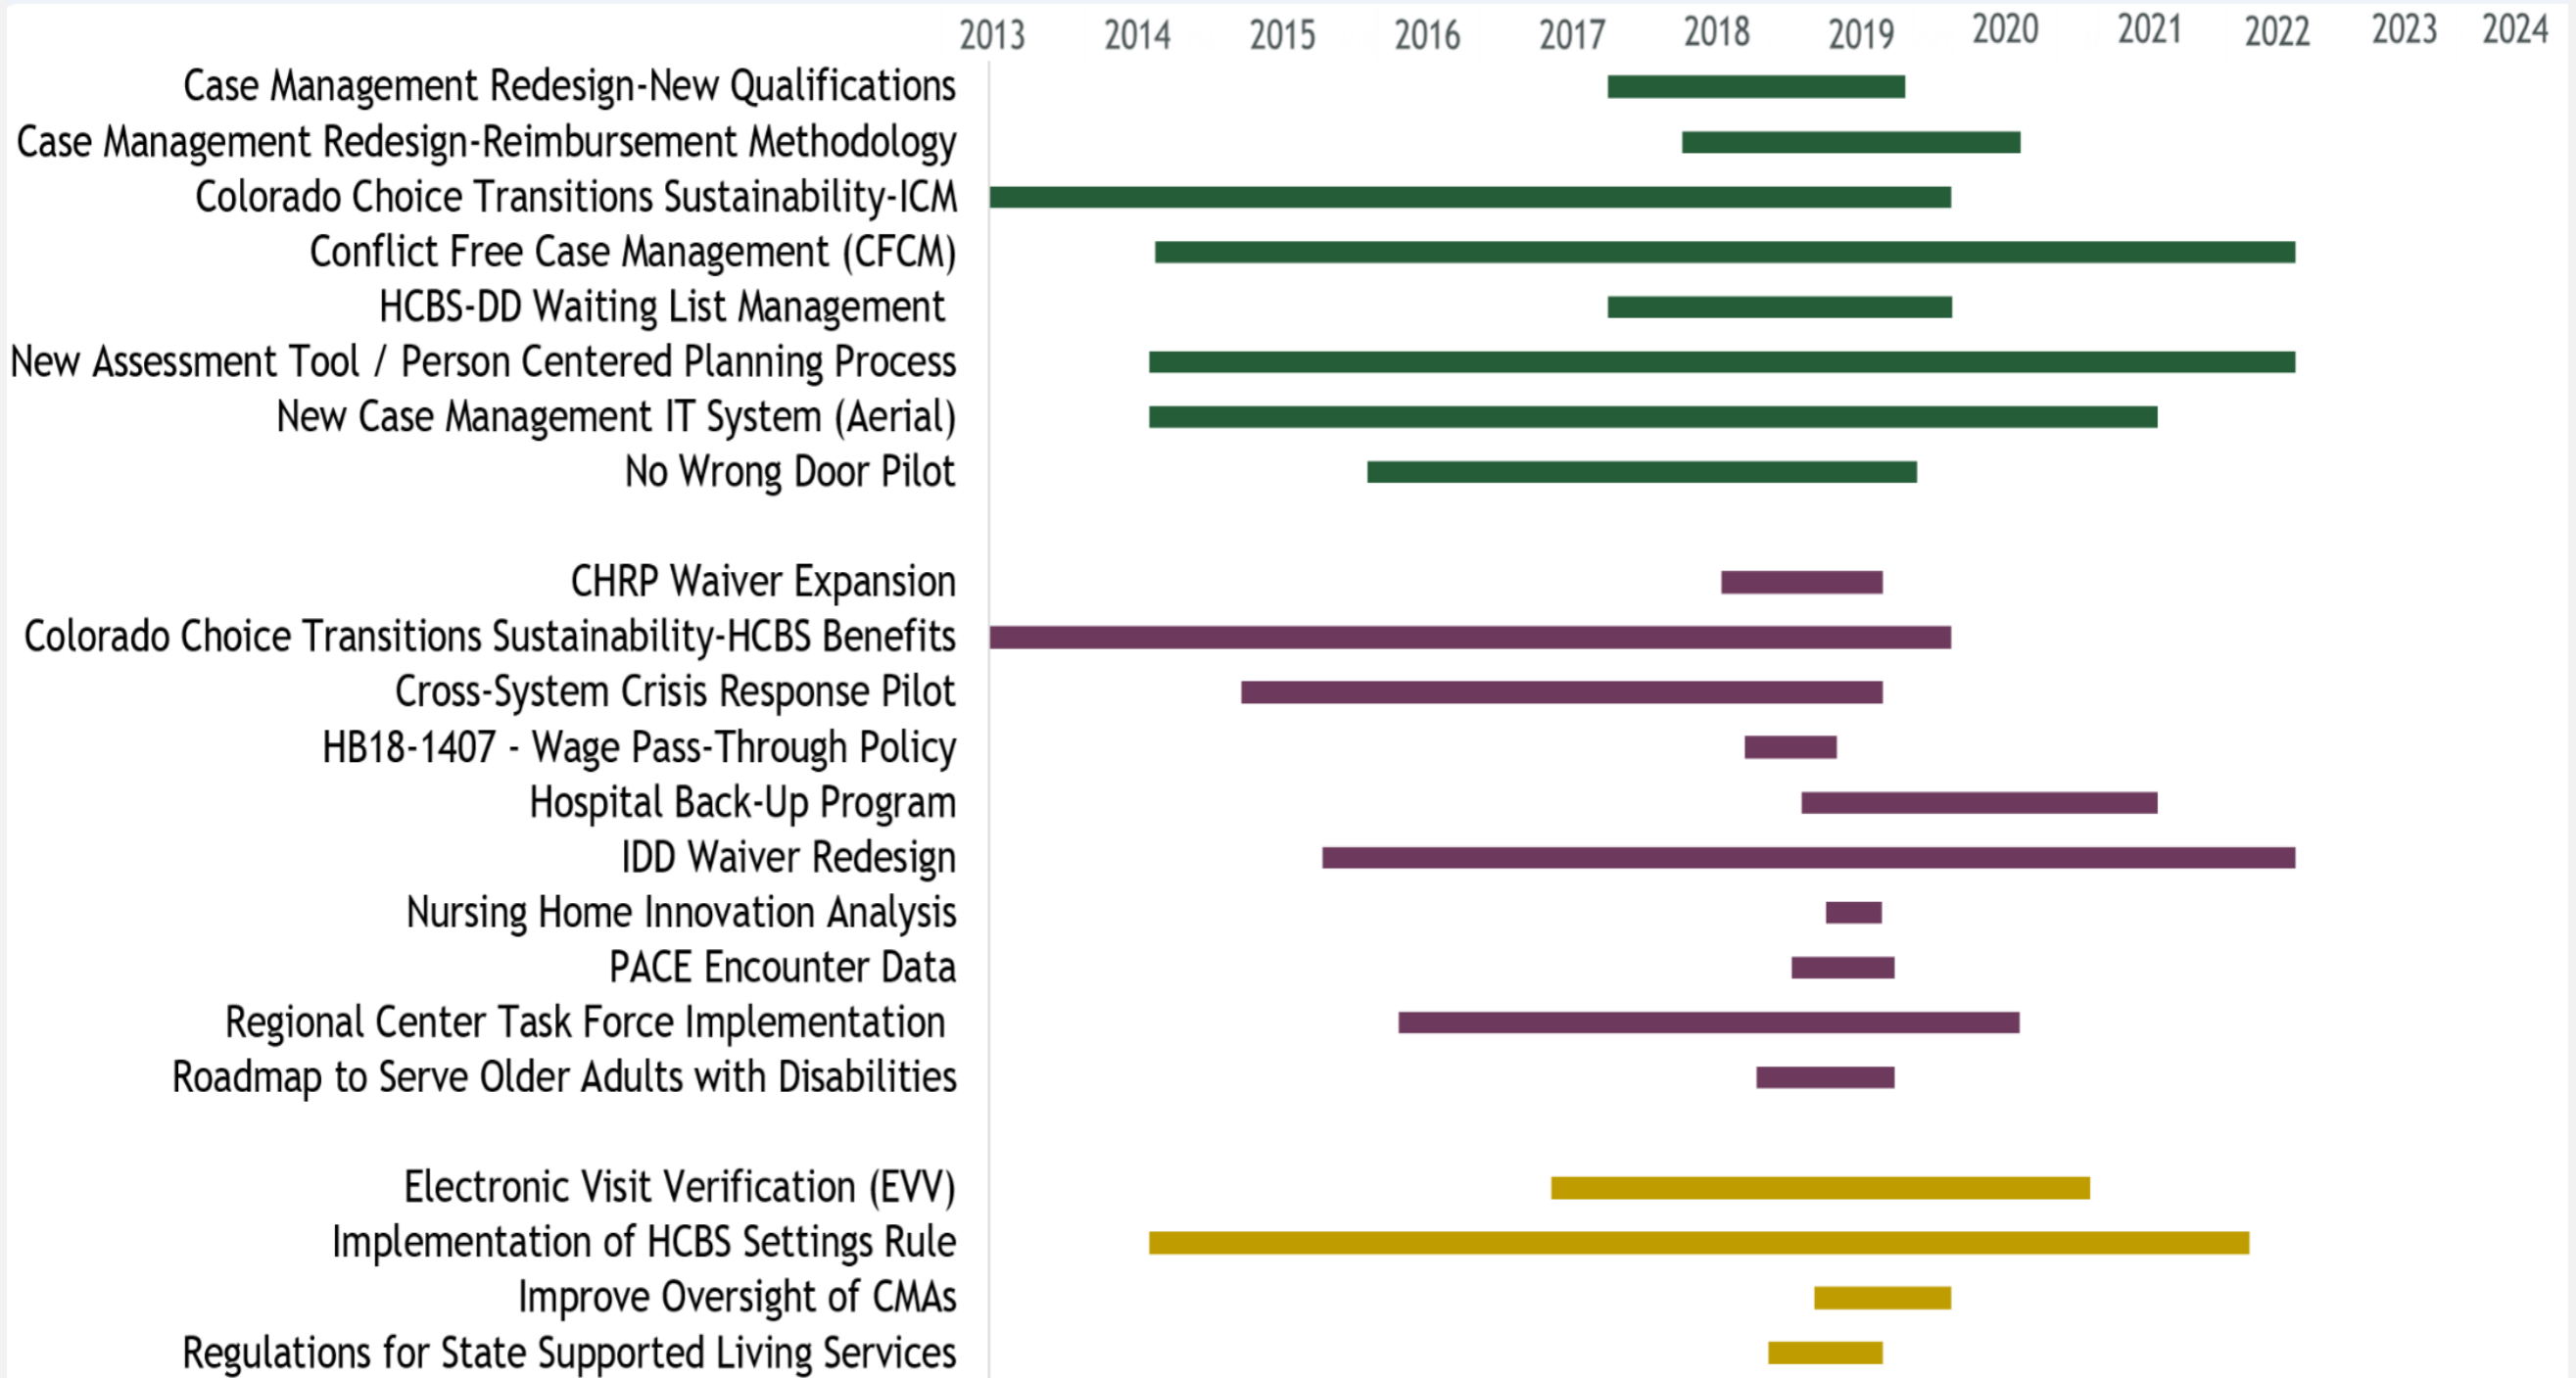 2013 2014 2015 2016 2017 2018 2019 2020 2021 2022 2023 2024
Case Management Redesign-New Qualifications
Case Management Redesign-Reimbursement Methodology
Colorado Choice Transitions Sustainability-ICM
Conflict Free Case Management (CFCM)
HCBS-DD Waiting List Management
New Assessment Tool / Person Centered Planning Process
New Case Management IT System (Aerial)
No Wrong Door Pilot
CHRP Waiver Expansion
Colorado Choice Transitions Sustainability-HCBS Benefits
Cross-System Crisis Response Pilot
HB18-1407 - Wage Pass-Through Policy
Hospital Back-Up Program
IDD Waiver Redesign
Nursing Home Innovation Analysis
PACE Encounter Data
Regional Center Task Force Implementation
Roadmap to Serve Older Adults with Disabilities
Electronic Visit Verification (EVV)
Implementation of HCBS Settings Rule
Improve Oversight of CMAs
Regulations for State Supported Living Services